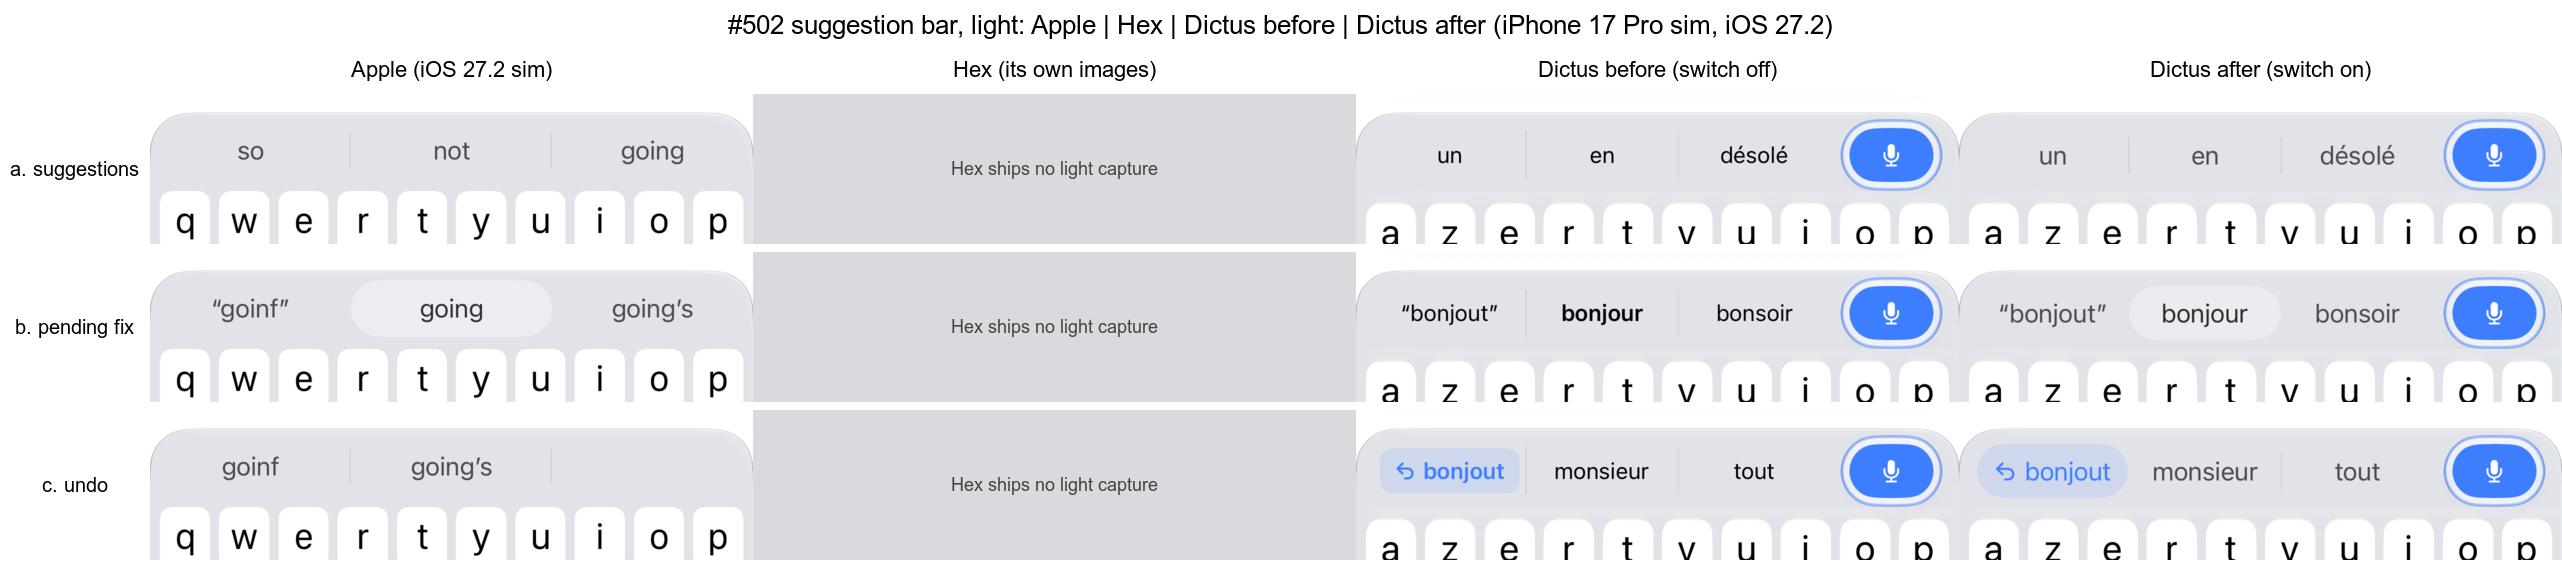 #502 suggestion bar, light: Apple | Hex | Dictus before | Dictus after (iPhone 17 Pro sim, iOS 27.2)
Apple (iOS 27.2 sim) Hex (its own images) Dictus before (switch off) Dictus after (switch on)
a. suggestions
so not going
q w e r t y u i o p
Hex ships no light capture
un en désolé
a z e r t y u i o p
un en désolé
a z e r t y u i o p
b. pending fix
“goinf” going going’s
q w e r t y u i o p
Hex ships no light capture
“bonjout” bonjour bonsoir
a z e r t y u i o p
“bonjout” bonjour bonsoir
a z e r t y u i o p
c. undo
goinf going’s
q w e r t y u i o p
Hex ships no light capture
bonjout monsieur tout
a z e r t y u i o p
bonjout monsieur tout
a z e r t y u i o p